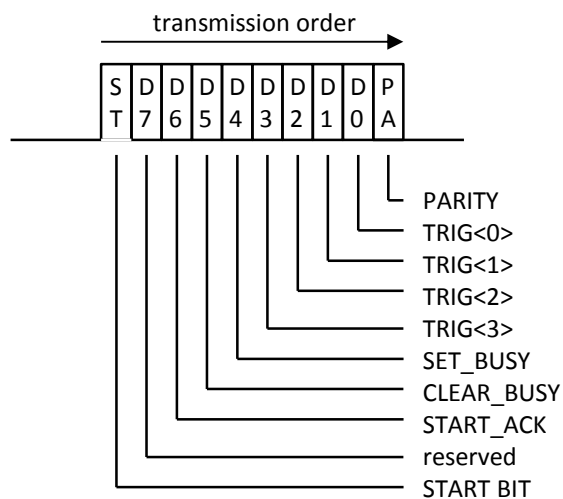 transmission order
S D D D D D D D D P
T 7 6 5 4 3 2 1 0 A
PARITY
TRIG<0>
TRIG<1>
TRIG<2>
TRIG<3>
SET_BUSY
CLEAR_BUSY
START_ACK
reserved
START BIT